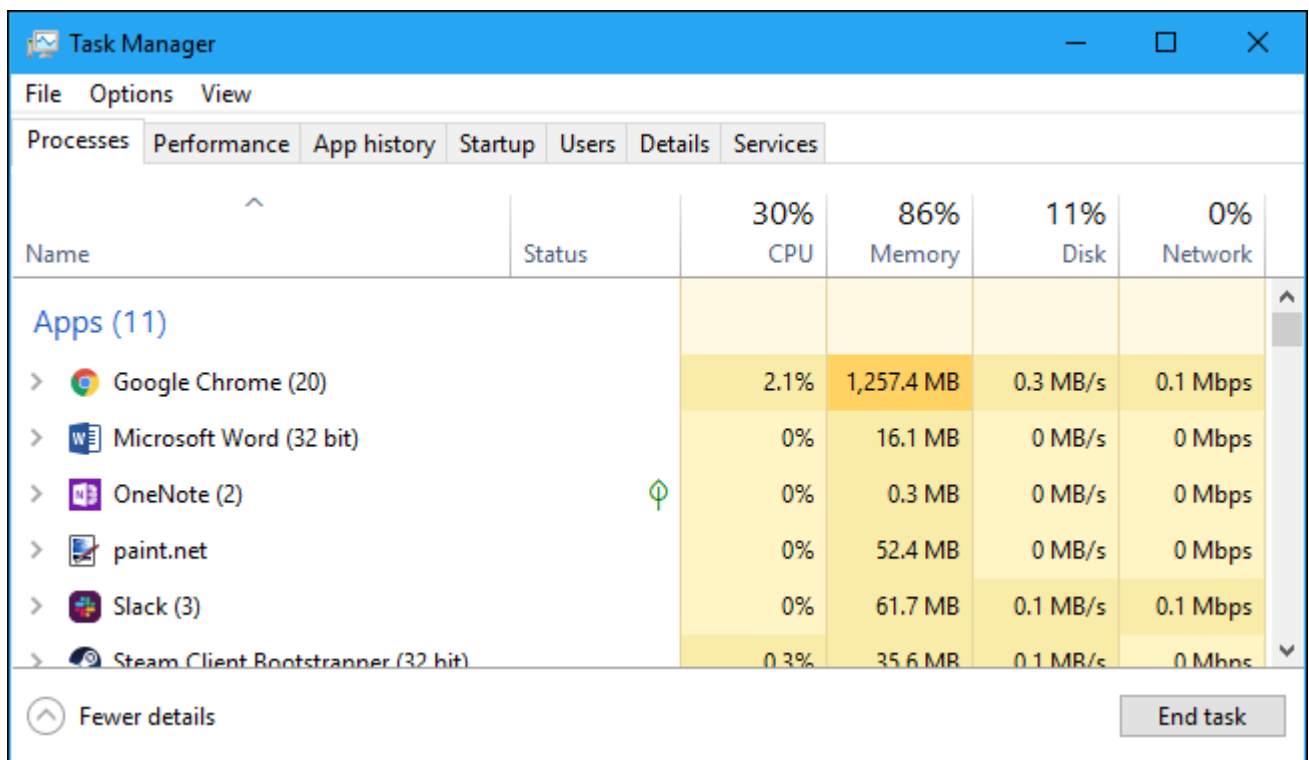 Task Manager
File Options View
Processes Performance App history Startup Users Details Services
30% 86% 11% 0%
Name Status CPU Memory Disk Network
Apps (11)
Google Chrome (20) 2.1% 1,257.4 MB 0.3 MB/s 0.1 Mbps
Microsoft Word (32 bit) 0% 16.1 MB 0 MB/s 0 Mbps
OneNote (2) 0% 0.3 MB 0 MB/s 0 Mbps
paint.net 0% 52.4 MB 0 MB/s 0 Mbps
Slack (3) 0% 61.7 MB 0.1 MB/s 0.1 Mbps
Steam Client Bootstrapper (32 bit) 0.3% 35.6 MB 0.1 MB/s 0 Mbps
Fewer details End task